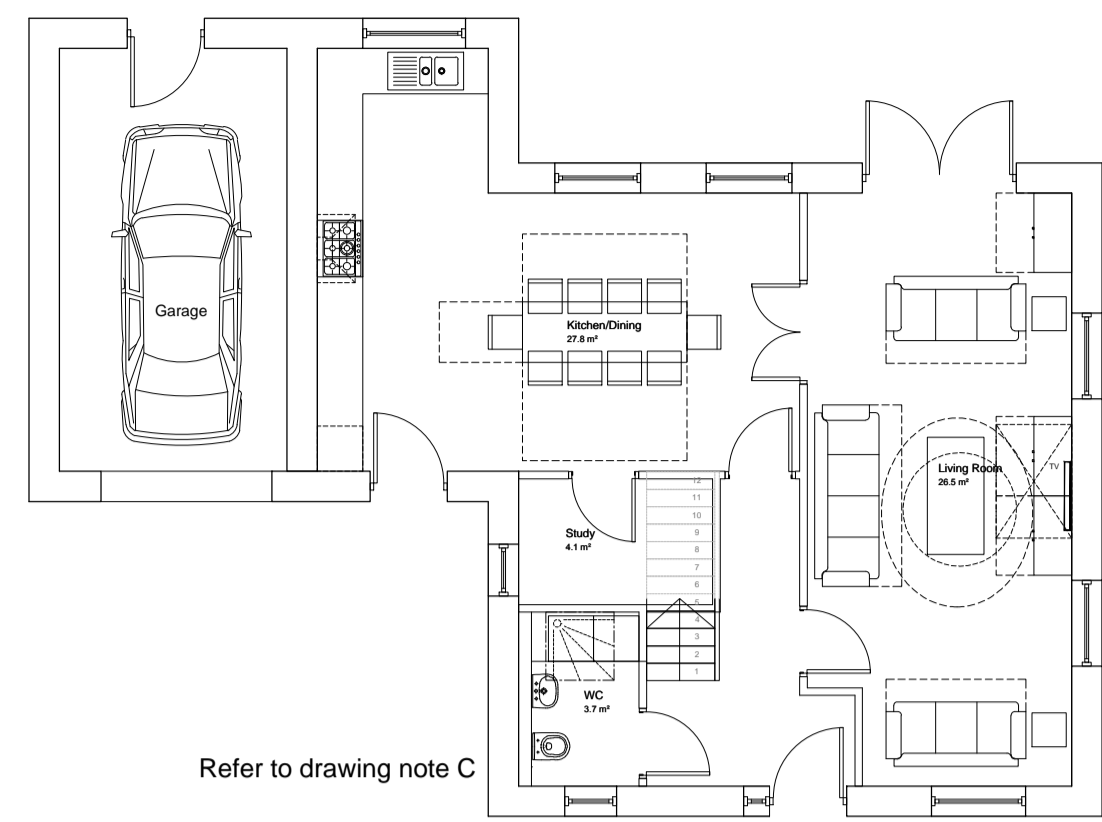 Garage
Kitchen/Dining
27.8 m²
Living Room
26.5 m²
TV
Study
4.1 m²
12
11
10
9
8
7
6
5
4
3
2
1
WC
3.7 m²
Refer to drawing note C